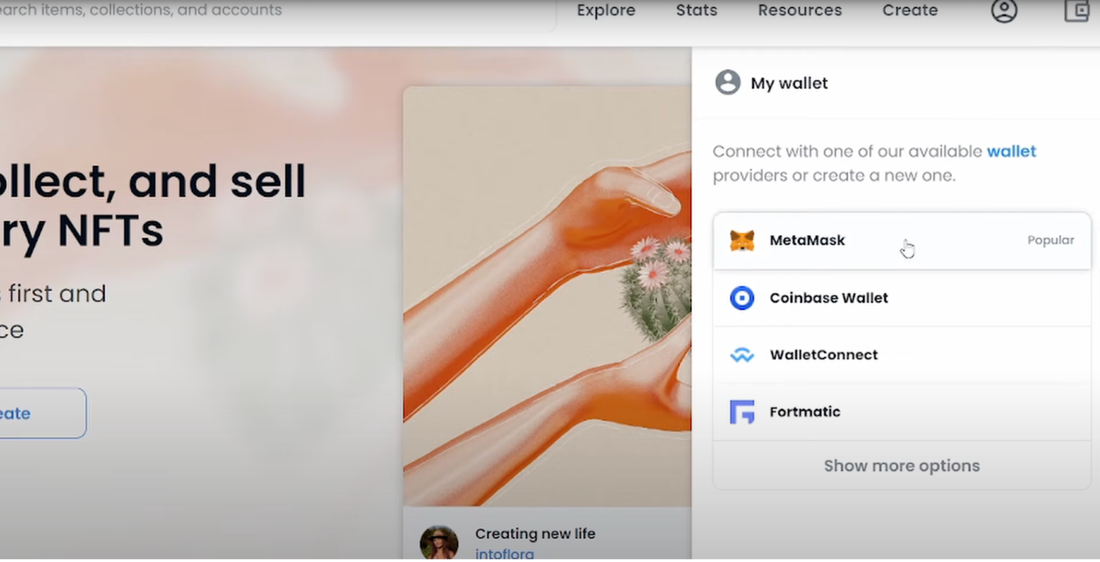 earch items, collections, and accounts
Explore
Stats
Resources
Create
My wallet
Connect with one of our available wallet
providers or create a new one.
MetaMask
Popular
Coinbase Wallet
WalletConnect
Fortmatic
Show more options
ollect, and sell
ry NFTs
first and
ce
eate
Creating new life
intoflora